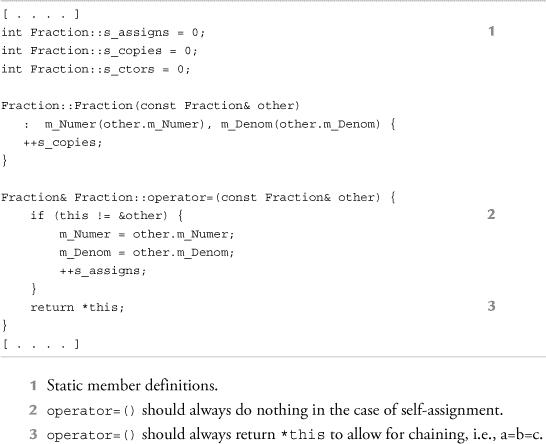 [ . . . . ]
int Fraction::s_assigns = 0; 1
int Fraction::s_copies = 0;
int Fraction::s_ctors = 0;
Fraction::Fraction(const Fraction& other)
: m_Numer(other.m_Numer), m_Denom(other.m_Denom) {
++s_copies;
}
Fraction& Fraction::operator=(const Fraction& other) {
if (this != &other) { 2
m_Numer = other.m_Numer;
m_Denom = other.m_Denom;
++s_assigns;
}
return *this; 3
}
[ . . . . ]
1 Static member definitions.
2 operator=() should always do nothing in the case of self-assignment.
3 operator=() should always return *this to allow for chaining, i.e., a=b=c.